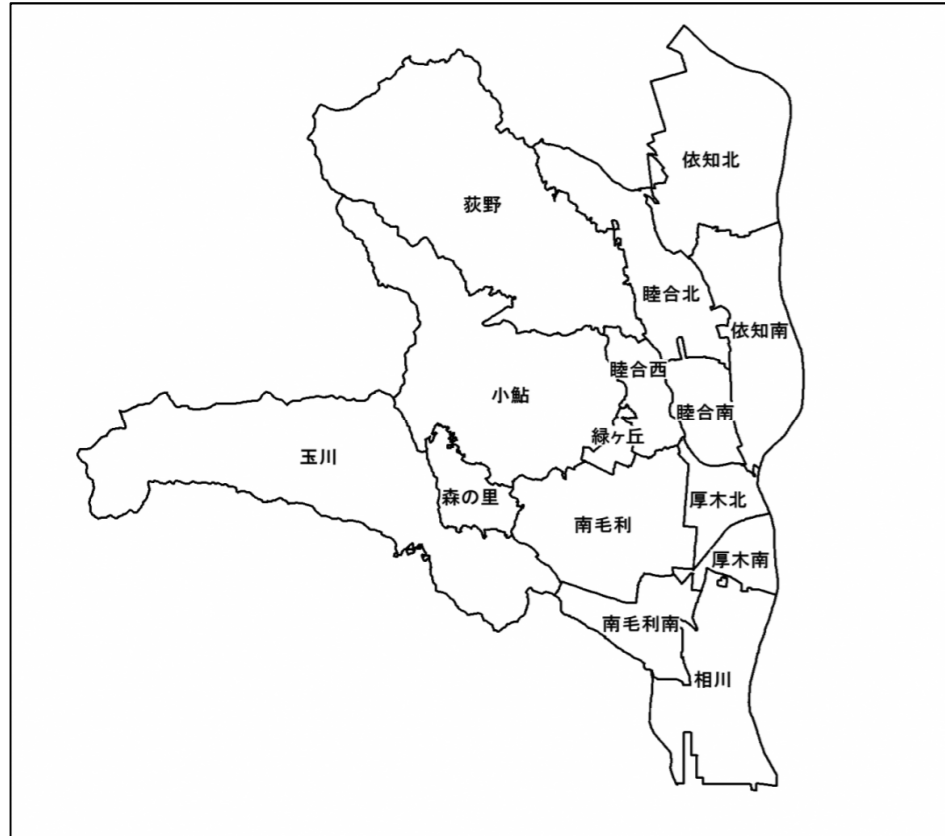 依知北
荻野
睦合北
依知南
睦合西
小鮎
睦合南
緑ヶ丘
玉川
森の里
厚木北
南毛利
厚木南
南毛利南
相川